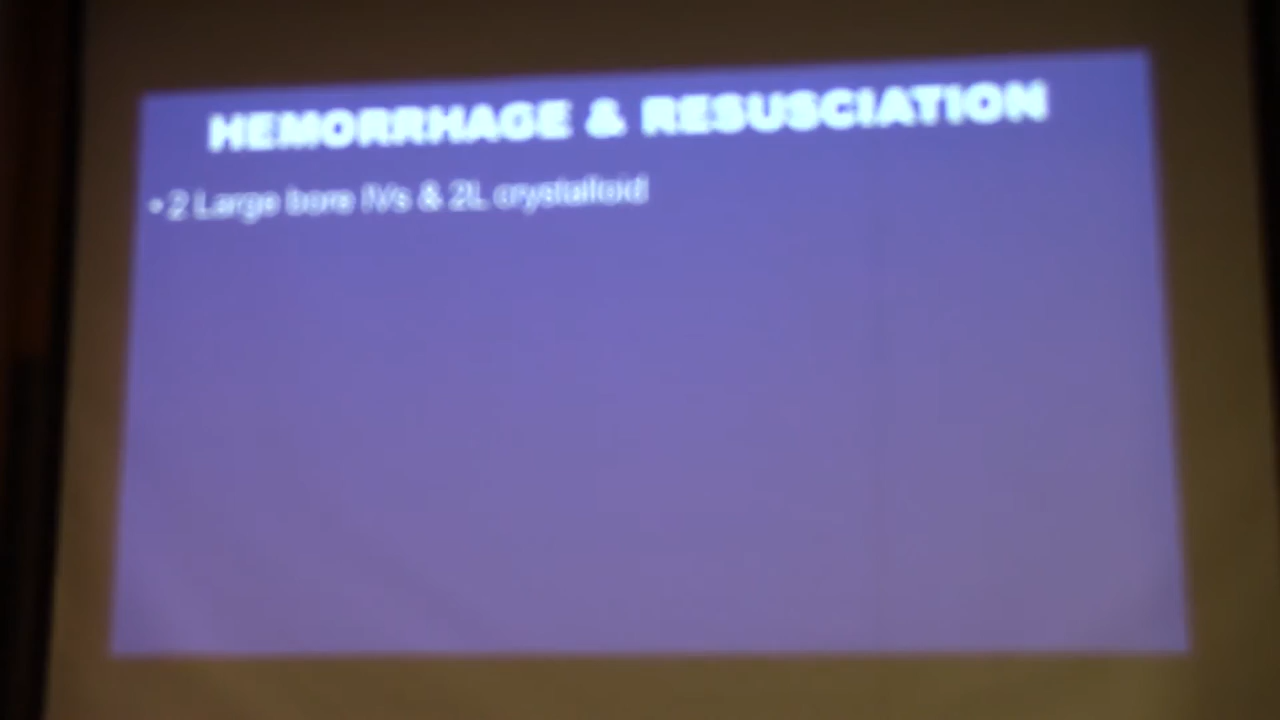 HEMORRHAGE & RESUSCIATION
• 2 Large bore IVs & 2L crystalloid